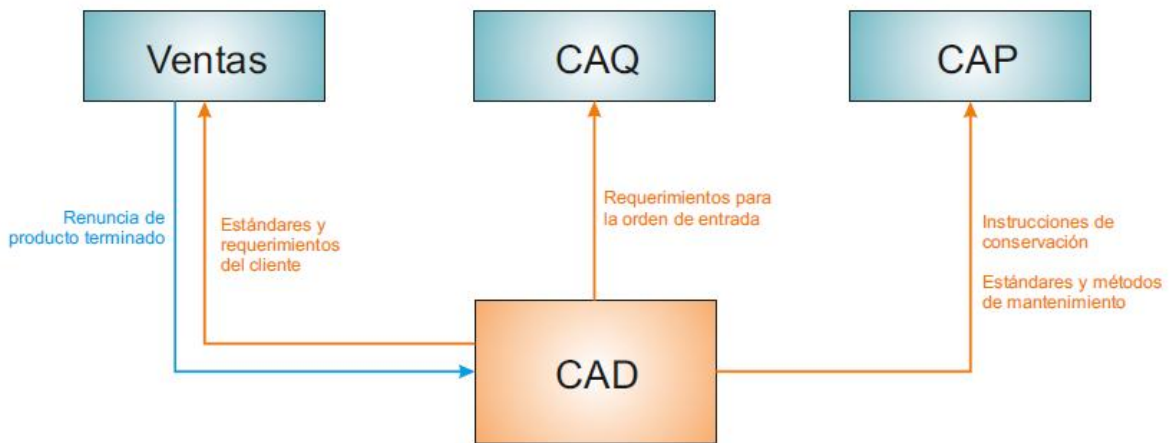 Ventas
CAQ
CAP
Renuncia de
producto terminado
Estándares y
requerimientos
del cliente
Requerimientos para
la orden de entrada
Instrucciones de
conservación
Estándares y métodos
de mantenimiento
CAD